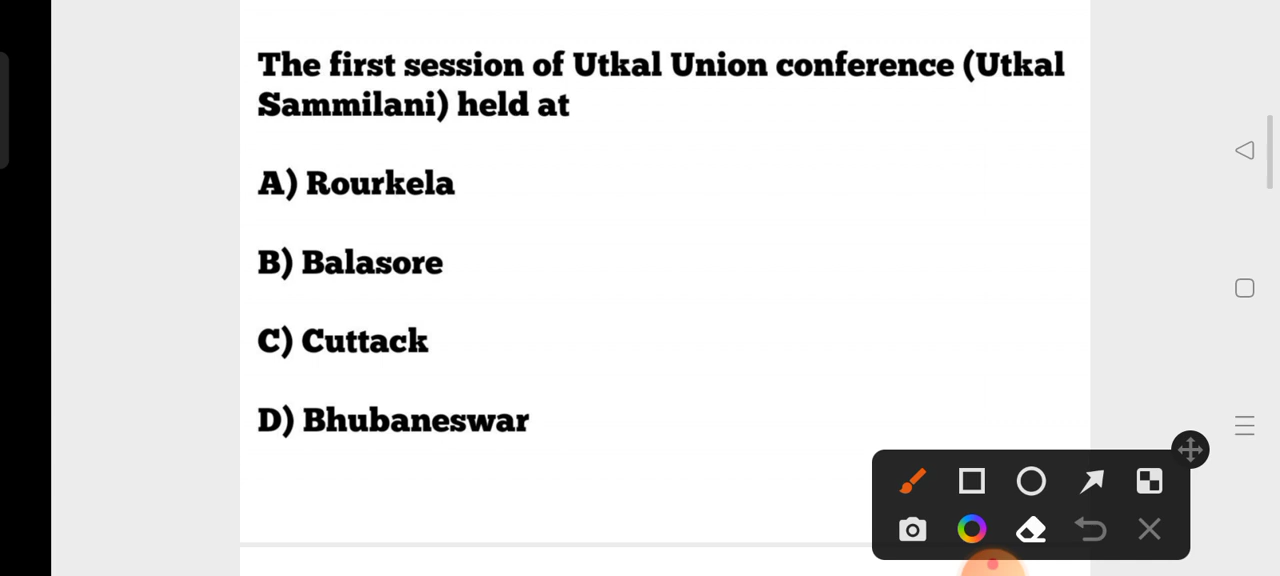 The first session of Utkal Union conference (Utkal
Sammilani) held at
A) Rourkela
B) Balasore
C) Cuttack
D) Bhubaneswar